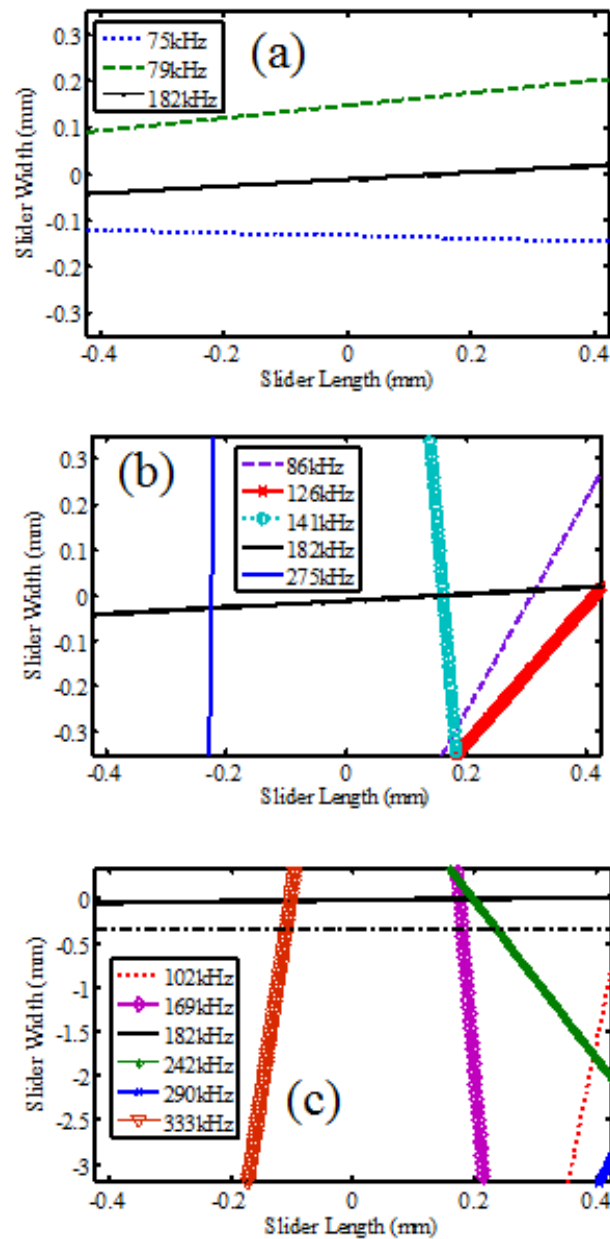 (a)
75kHz
79kHz
182kHz
0.3
0.2
0.1
0
-0.1
-0.2
-0.3
Slider Width (mm)
-0.4 -0.2 0 0.2 0.4
Slider Length (mm)
(b)
86kHz
126kHz
141kHz
182kHz
275kHz
0.3
0.2
0.1
0
-0.1
-0.2
-0.3
Slider Width (mm)
-0.4 -0.2 0 0.2 0.4
Slider Length (mm)
0
-0.5
-1
-1.5
-2
-2.5
-3
Slider Width (mm)
102kHz
169kHz
182kHz
242kHz
290kHz
333kHz
(c)
-0.4 -0.2 0 0.2 0.4
Slider Length (mm)